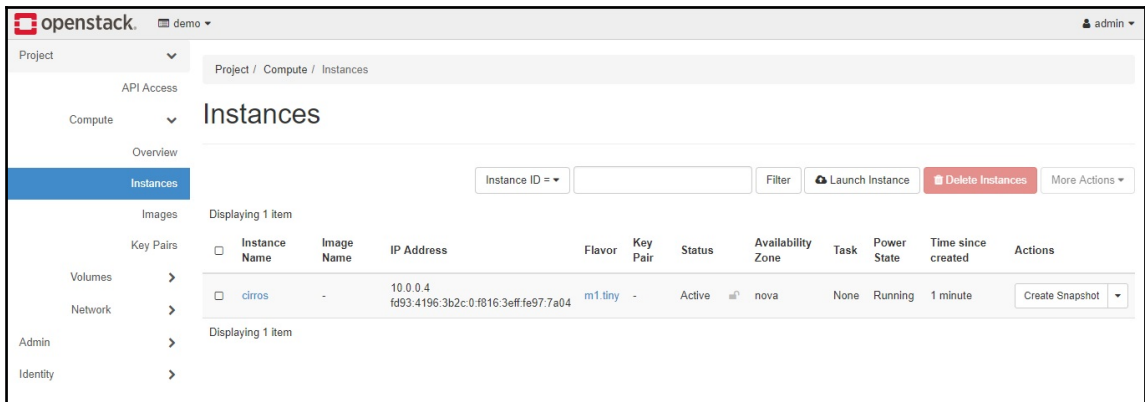 openstack. demo admin
Project
API Access
Compute
Overview
Instances
Images
Key Pairs
Volumes
Network
Admin
Identity
Project / Compute / Instances
Instances
Instance ID = Filter Launch Instance Delete Instances More Actions
Displaying 1 item
Instance Name Image Name IP Address Flavor Key Pair Status Availability Zone Task Power State Time since created Actions
cirros - 10.0.0.4 m1.tiny - Active nova None Running 1 minute Create Snapshot
fd93:4196:3b2c:0:f816:3eff:fe97:7a04
Displaying 1 item